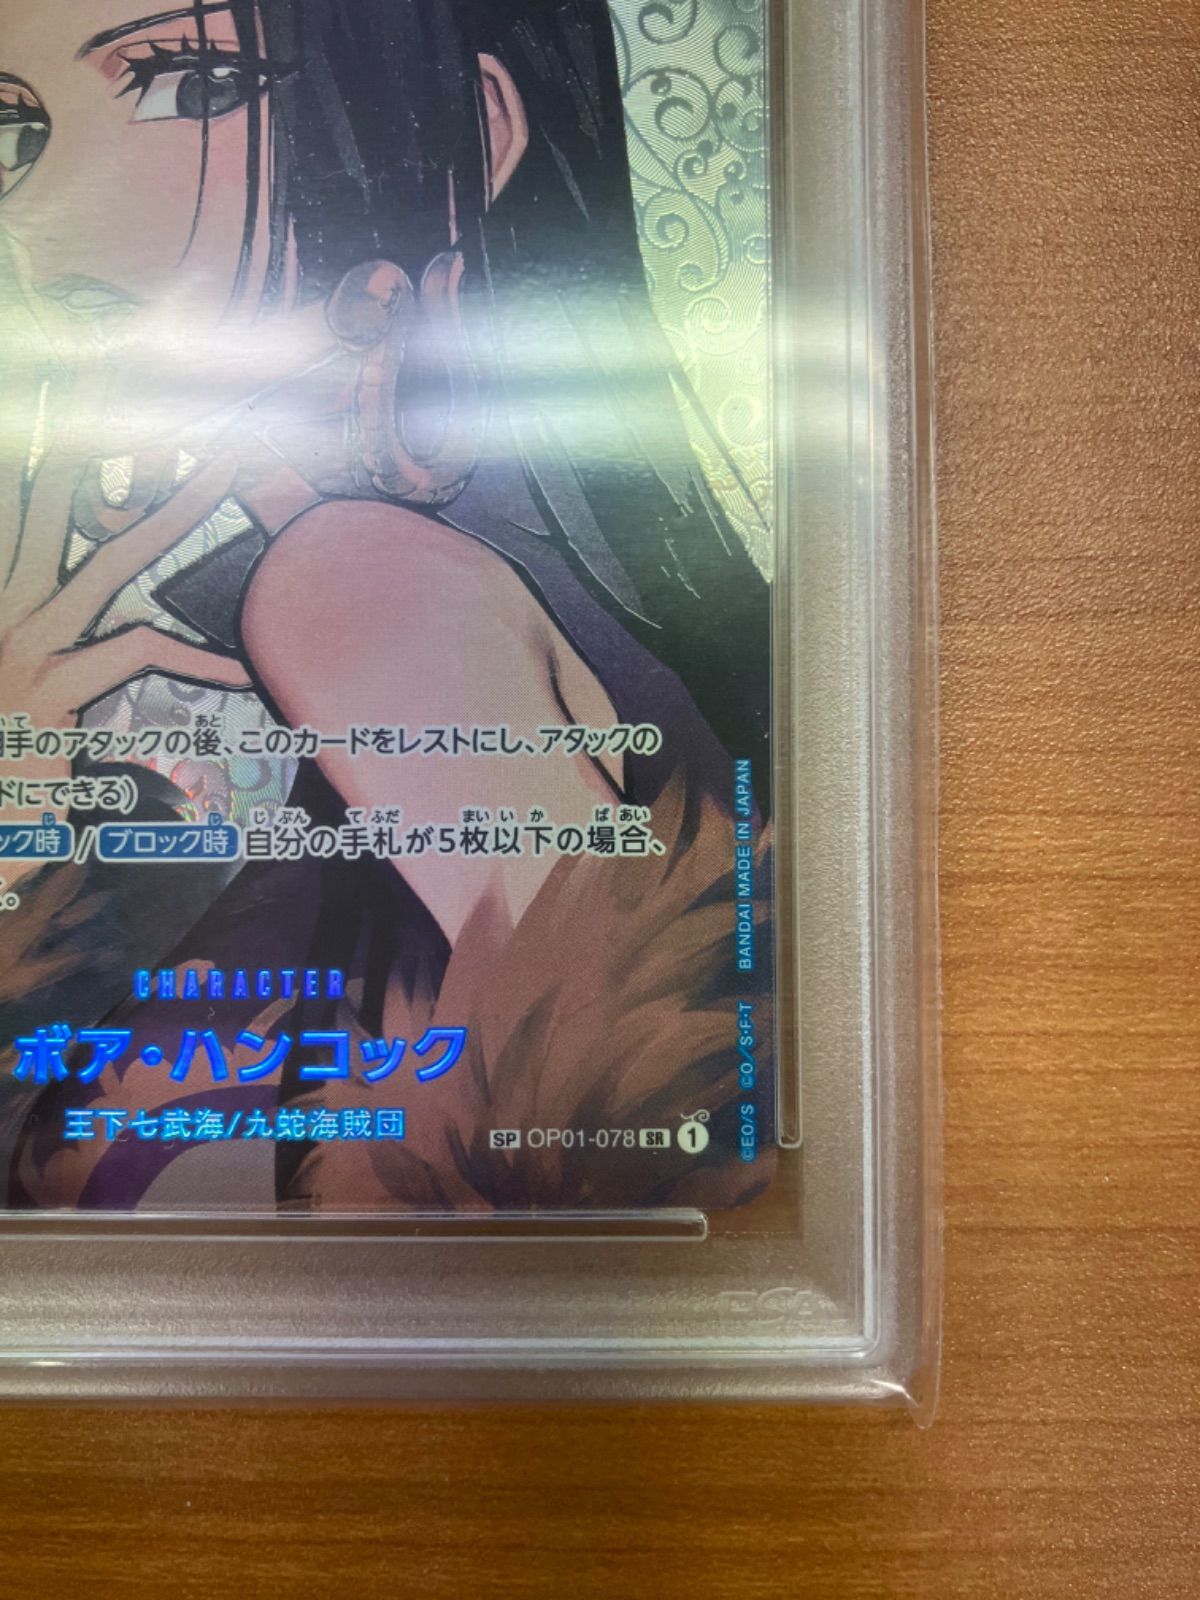 手のアタックの後、このカードをレストにし、アタックの
ドにできる)
ック時/ブロック時 自分の手札が5枚以下の場合、
。
CHARACTER
ボア・ハンコック
王下七武海/九蛇海賊団
SP OP01-078 SR 1
©EO/S ©O/S・F・T BANDAI MADE IN JAPAN